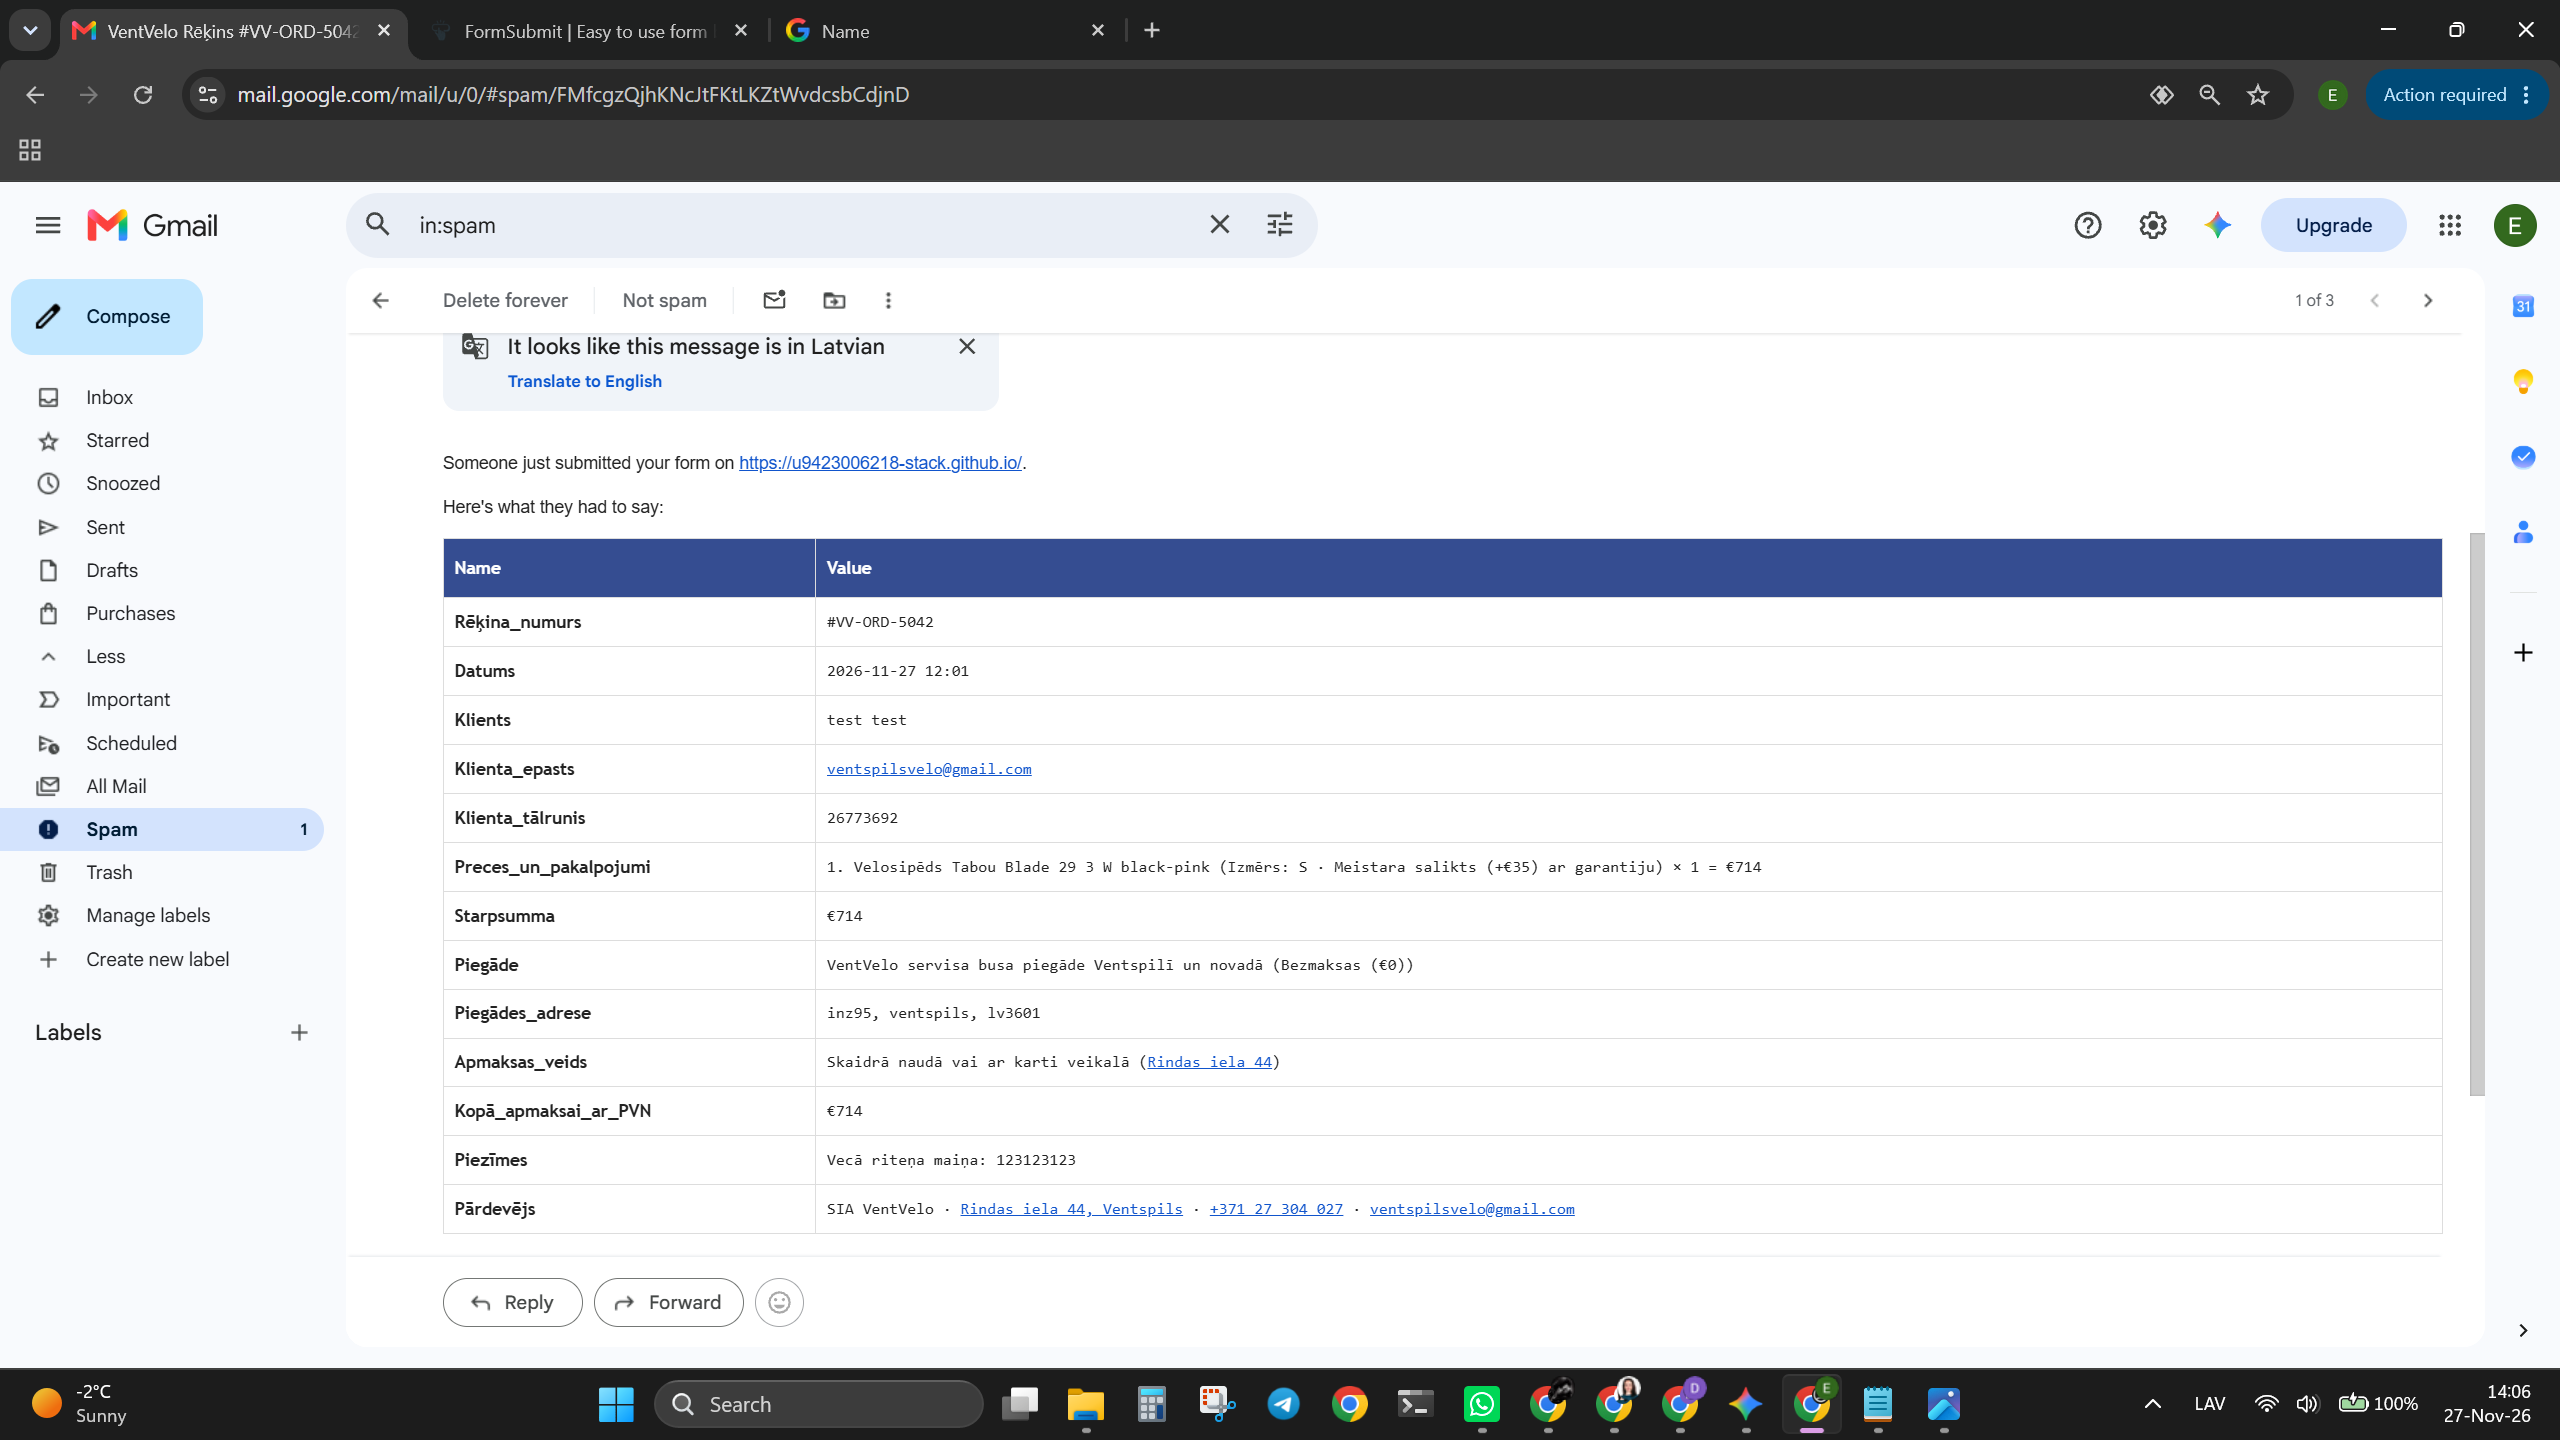 VentVelo Rēķins #VV-ORD-5042
FormSubmit | Easy to use form
Name
mail.google.com/mail/u/0/#spam/FMfcgzQjhKNcJtFKtLKZtWvdcsbCdjnD
E
Action required
Gmail
in:spam
Upgrade
E
Compose
Delete forever
Not spam
1 of 3
31
It looks like this message is in Latvian
Translate to English
Inbox
Starred
Snoozed
Sent
Drafts
Purchases
Less
Important
Scheduled
All Mail
Spam 1
Trash
Manage labels
Create new label
Labels
Someone just submitted your form on https://u9423006218-stack.github.io/.
Here's what they had to say:
Name Value
Rēķina_numurs #VV-ORD-5042
Datums 2026-11-27 12:01
Klients test test
Klienta_epasts ventspilsvelo@gmail.com
Klienta_tālrunis 26773692
Preces_un_pakalpojumi 1. Velosipēds Tabou Blade 29 3 W black-pink (Izmērs: S · Meistara salikts (+€35) ar garantiju) × 1 = €714
Starpsumma €714
Piegāde VentVelo servisa busa piegāde Ventspilī un novadā (Bezmaksas (€0))
Piegādes_adrese inz95, ventspils, lv3601
Apmaksas_veids Skaidrā naudā vai ar karti veikalā (Rindas iela 44)
Kopā_apmaksai_ar_PVN €714
Piezīmes Vecā riteņa maiņa: 123123123
Pārdevējs SIA VentVelo · Rindas iela 44, Ventspils · +371 27 304 027 · ventspilsvelo@gmail.com
Reply
Forward
-2°C
Sunny
Search
D
E
LAV
100%
14:06
27-Nov-26